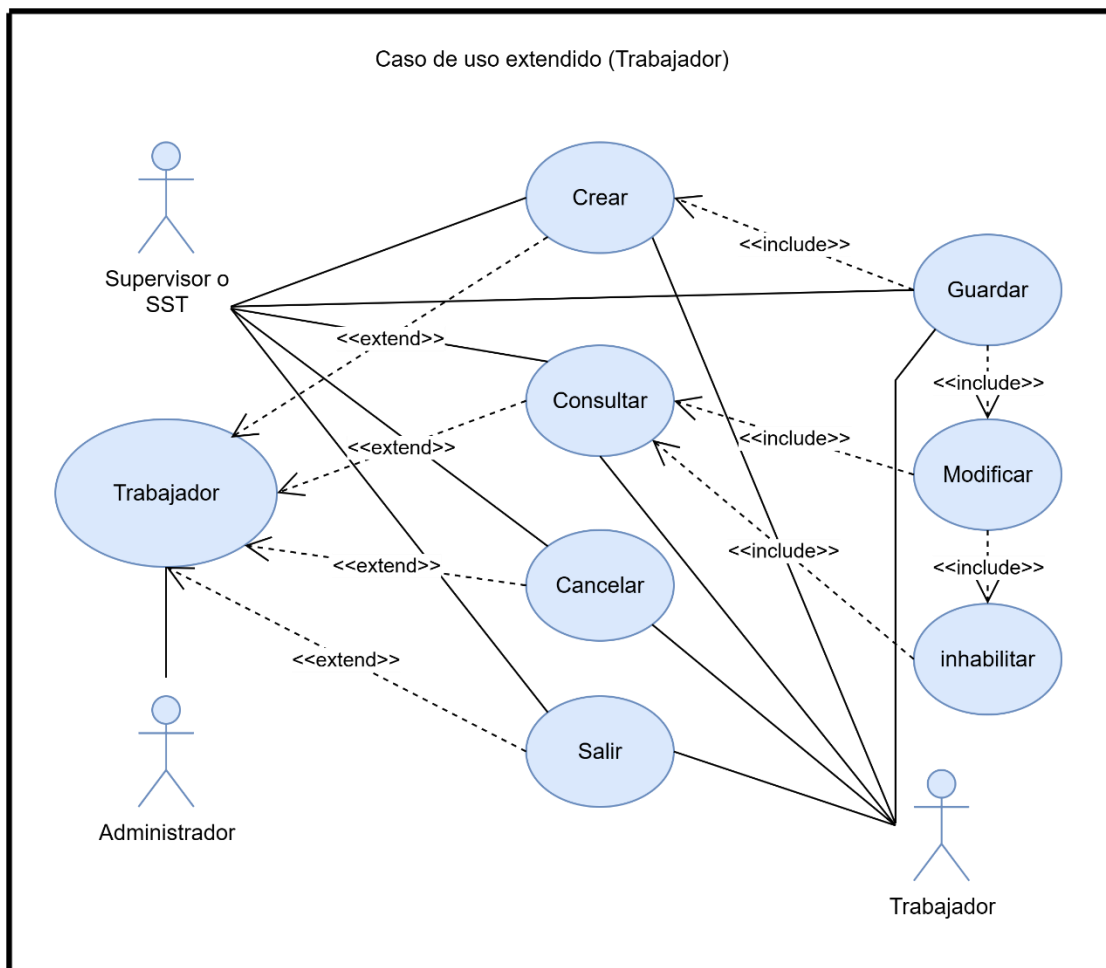 Caso de uso extendido (Trabajador)
Crear
<<include>>
Supervisor o
SST
Guardar
<<extend>>
<<include>>
Consultar
<<extend>>
<<include>>
Modificar
Trabajador
<<include>>
<<extend>>
Cancelar
<<include>>
<<extend>>
inhabilitar
Salir
Administrador
Trabajador